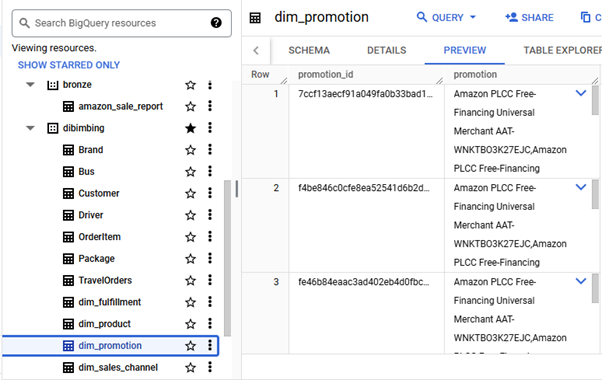 Search BigQuery resources
Viewing resources.
SHOW STARRED ONLY
bronze
amazon_sale_report
dibimbing
Brand
Bus
Customer
Driver
OrderItem
Package
TravelOrders
dim_fulfillment
dim_product
dim_promotion
dim_sales_channel
dim_promotion
QUERY
SHARE
C
SCHEMA
DETAILS
PREVIEW
TABLE EXPLORER
Row promotion_id promotion
1 7ccf13aecf91a049fa0b33bad1... Amazon PLCC Free-
Financing Universal
Merchant AAT-
WNKTBO3K27EJC,Amazon
PLCC Free-Financing
2 f4be846c0cfe8ea52541d6b2d... Amazon PLCC Free-
Financing Universal
Merchant AAT-
WNKTBO3K27EJC,Amazon
PLCC Free-Financing
3 fe46b84eaac3ad402eb4d0fbc... Amazon PLCC Free-
Financing Universal
Merchant AAT-
WNKTBO3K27EJC,Amazon
PLCC Free-Financing